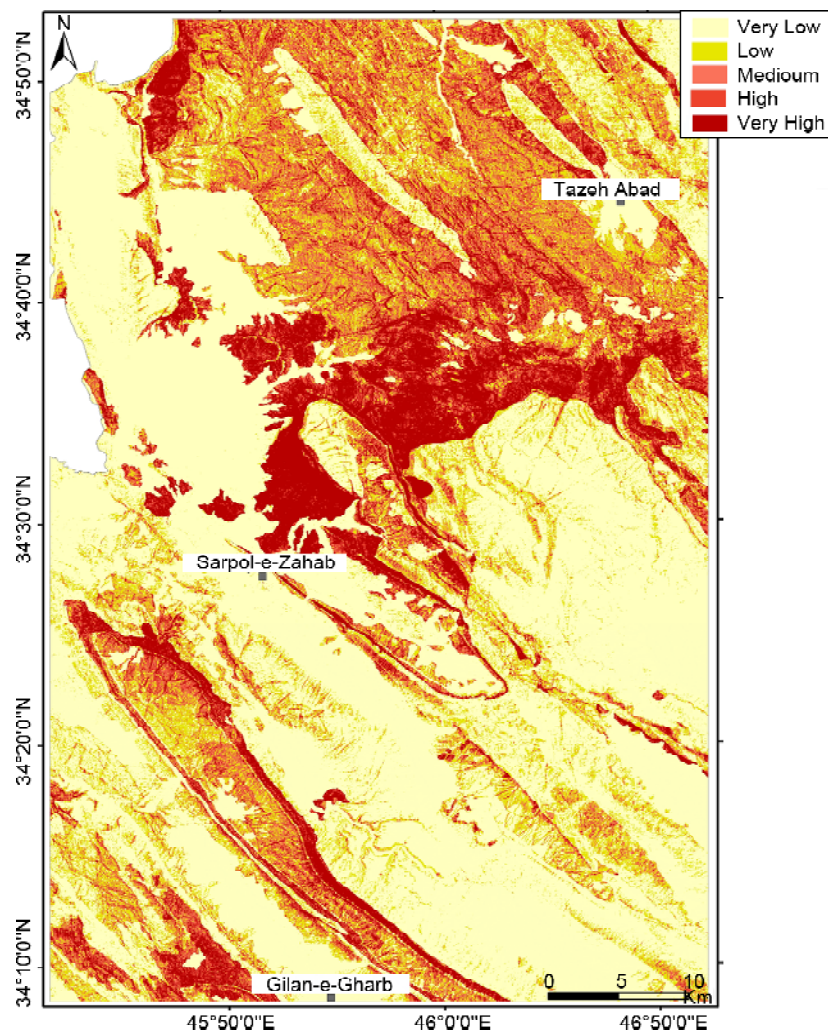 N
Very Low
Low
Medioum
High
Very High
34°50'0"N
Tazeh Abad
34°40'0"N
34°30'0"N
Sarpol-e-Zahab
34°20'0"N
34°10'0"N
Gilan-e-Gharb
0 5 10
Km
45°50'0"E 46°0'0"E 46°50'0"E